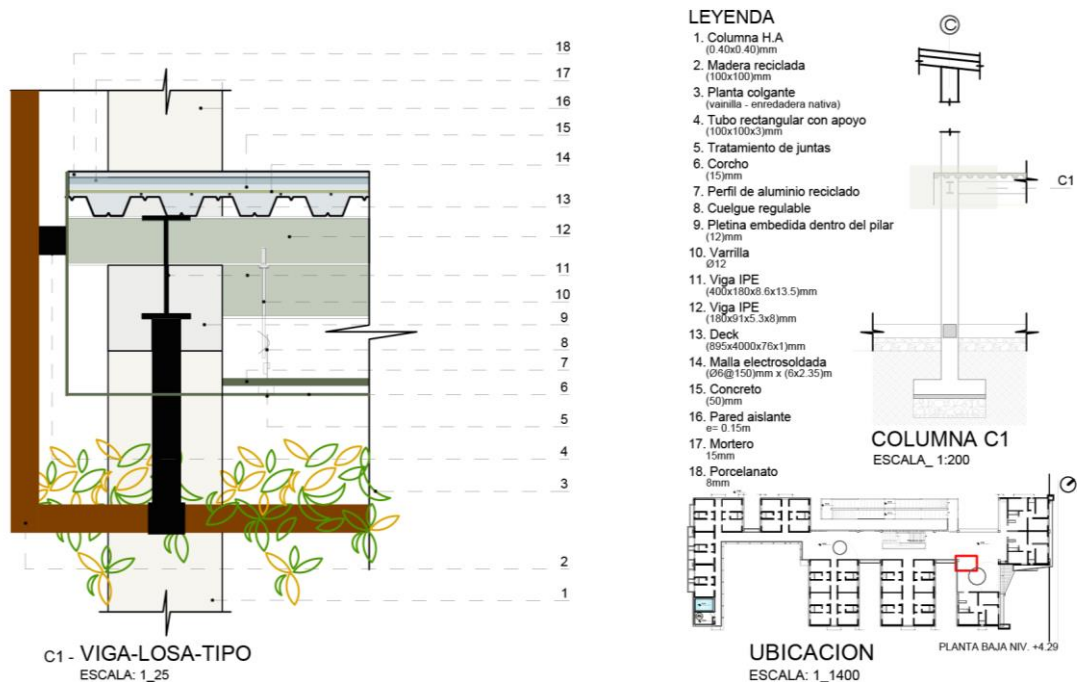 18
17
16
15
14
13
12
11
10
9
8
7
6
5
4
3
2
1
C1 - VIGA-LOSA-TIPO
ESCALA: 1_25
LEYENDA
1. Columna H.A
(0.40x0.40)mm
2. Madera reciclada
(100x100)mm
3. Planta colgante
(vainilla - enredadera nativa)
4. Tubo rectangular con apoyo
(100x100x3)mm
5. Tratamiento de juntas
6. Corcho
(15)mm
7. Perfil de aluminio reciclado
8. Cuelgue regulable
9. Pletina embedida dentro del pilar
(12)mm
10. Varrilla
Ø12
11. Viga IPE
(400x180x8.6x13.5)mm
12. Viga IPE
(180x91x5.3x8)mm
13. Deck
(895x4000x76x1)mm
14. Malla electrosoldada
(Ø6@150)mm x (6x2.35)m
15. Concreto
(50)mm
16. Pared aislante
e= 0.15m
17. Mortero
15mm
18. Porcelanato
8mm
C
C1
COLUMNA C1
ESCALA_ 1:200
UBICACION
ESCALA: 1_1400
PLANTA BAJA NIV. +4.29